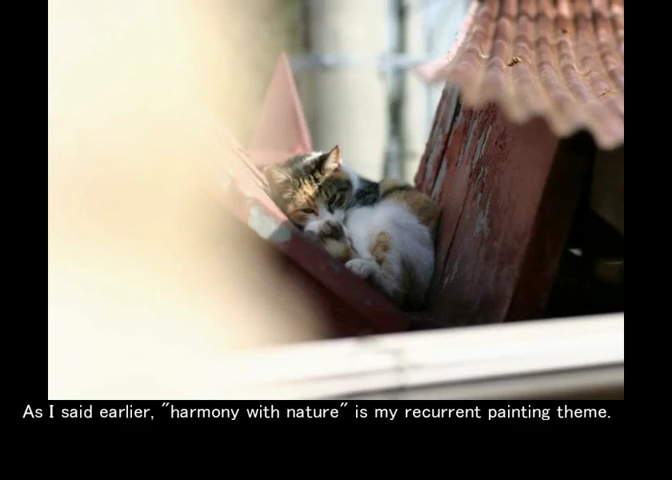 As I said earlier, "harmony with nature" is my recurrent painting theme.